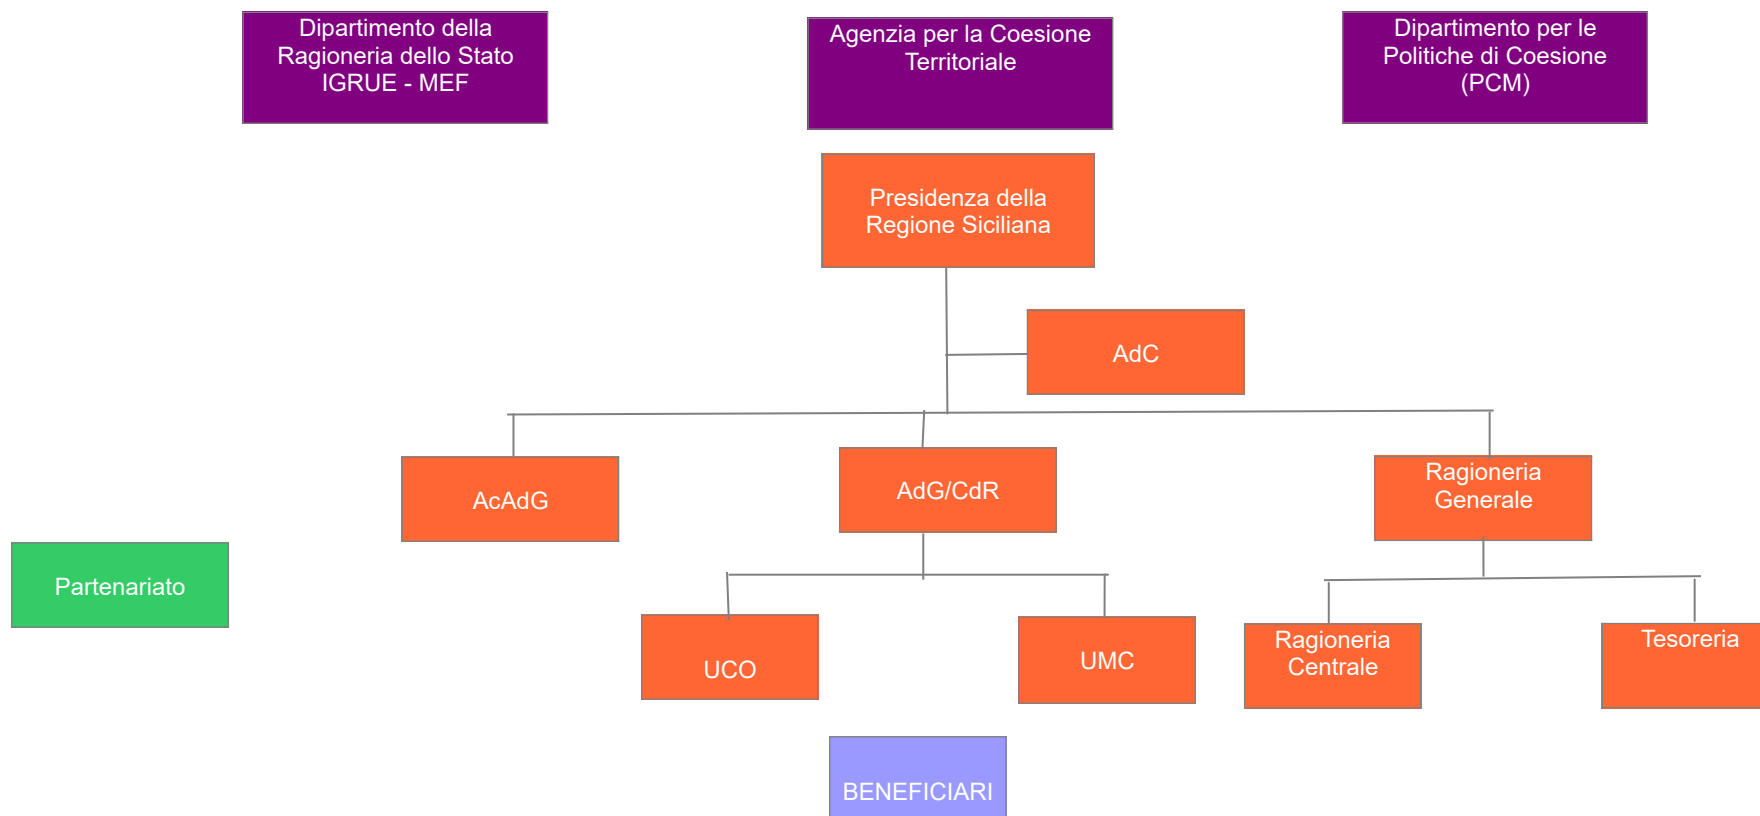 Dipartimento della
Ragioneria dello Stato
IGRUE - MEF
Agenzia per la Coesione
Territoriale
Dipartimento per le
Politiche di Coesione
(PCM)
Presidenza della
Regione Siciliana
AdC
AcAdG
AdG/CdR
Ragioneria
Generale
Partenariato
UCO
UMC
Ragioneria
Centrale
Tesoreria
BENEFICIARI